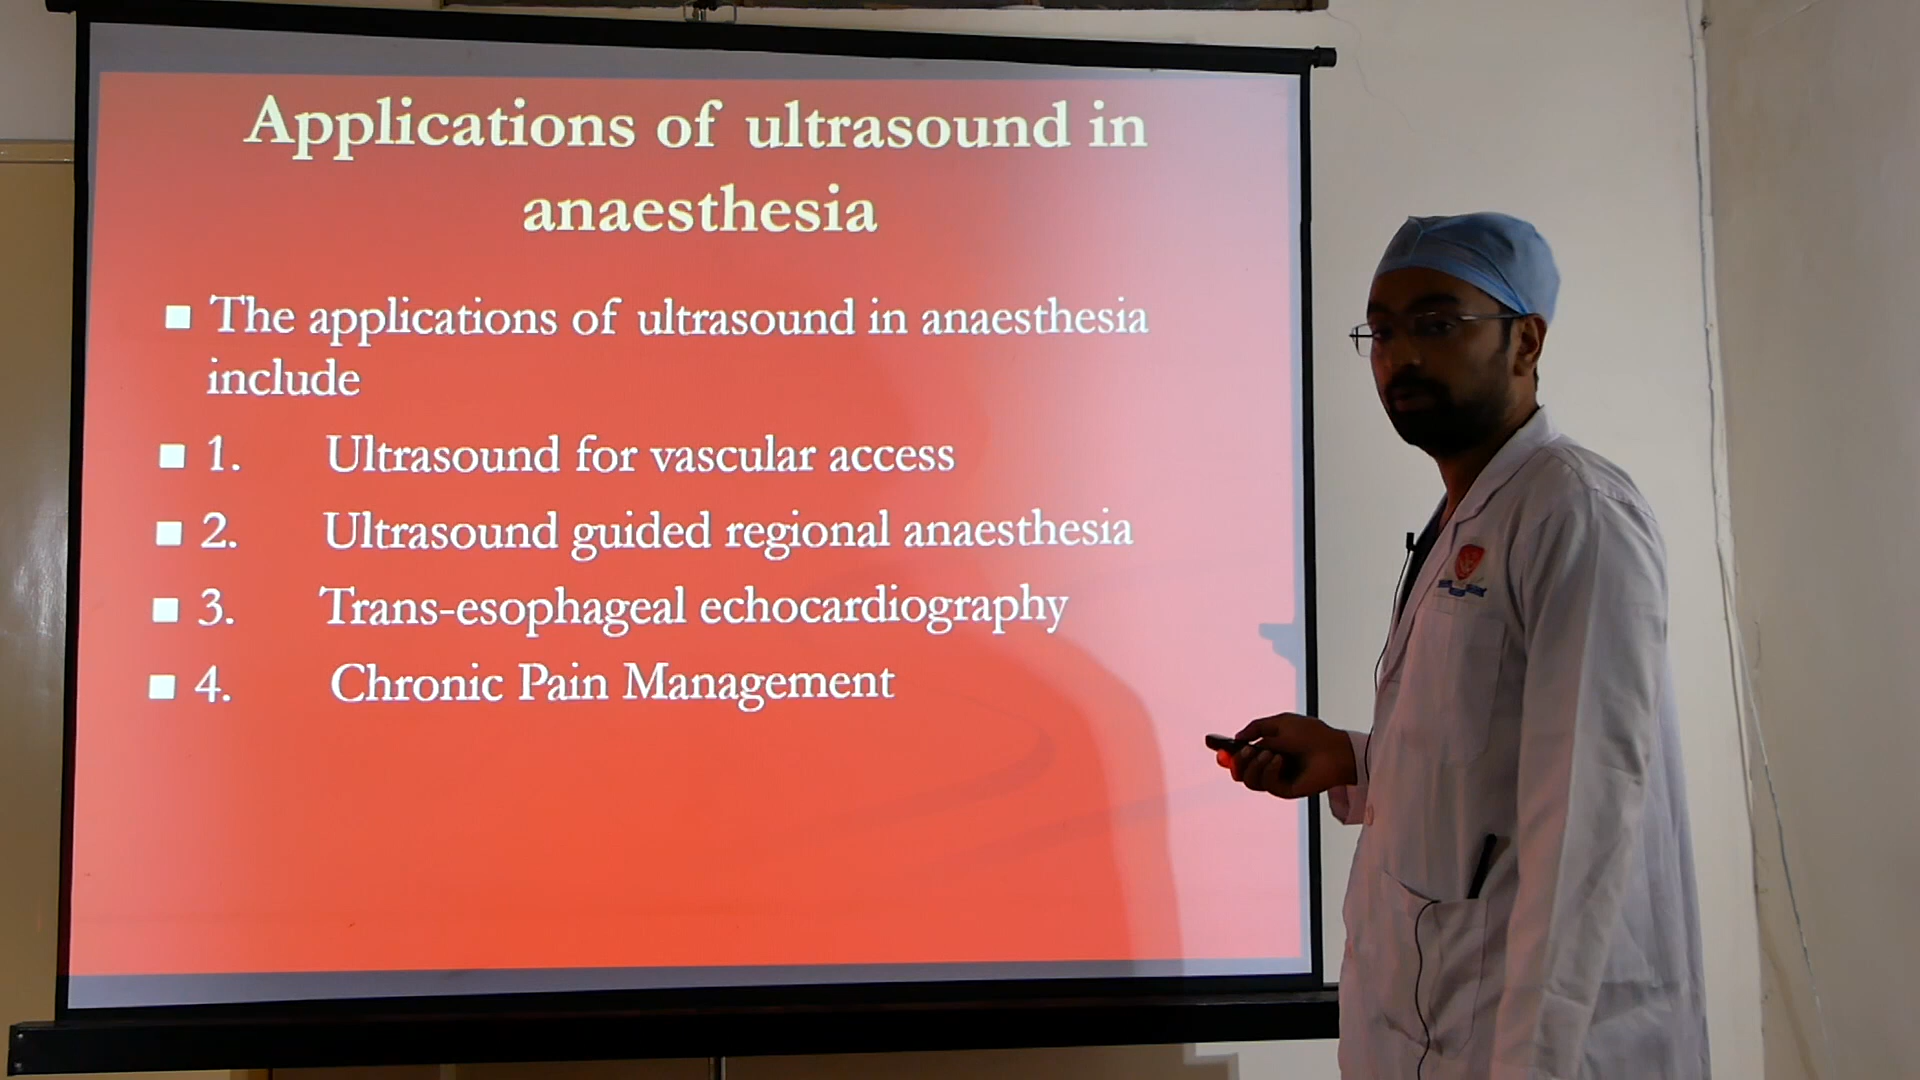 Applications of ultrasound in
anaesthesia
The applications of ultrasound in anaesthesia
include
1. Ultrasound for vascular access
2. Ultrasound guided regional anaesthesia
3. Trans-esophageal echocardiography
4. Chronic Pain Management